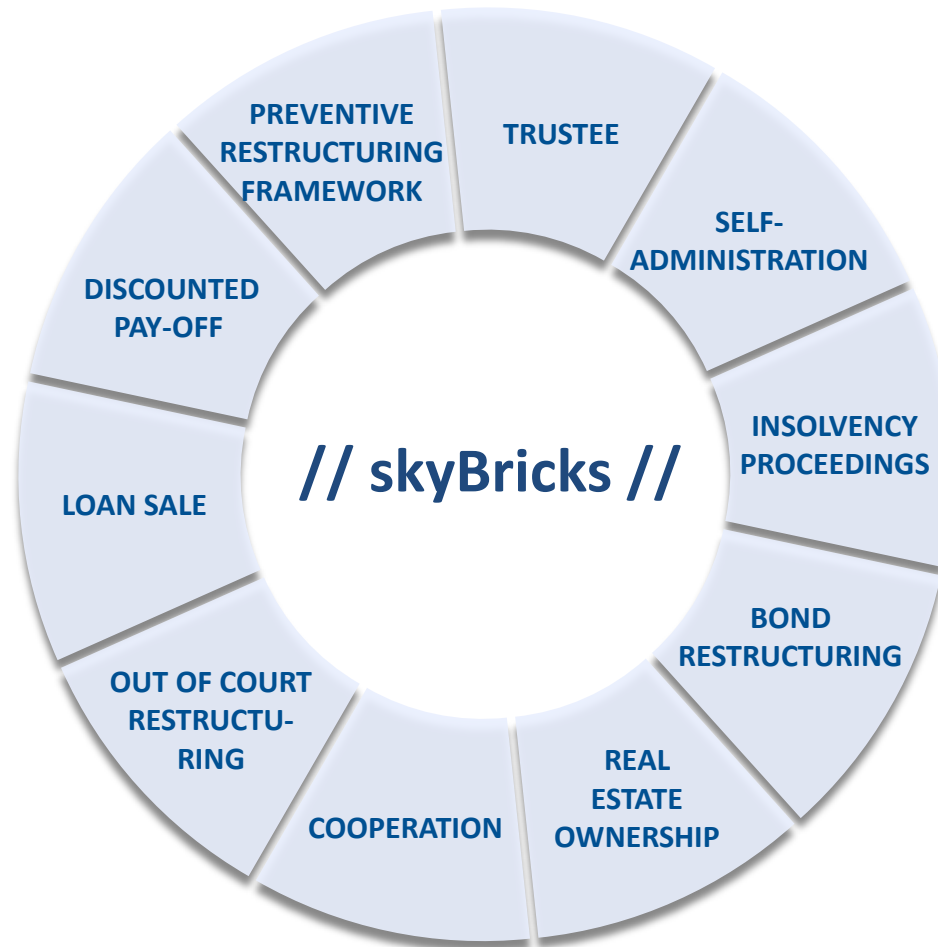 PREVENTIVE
RESTRUCTURING
FRAMEWORK
TRUSTEE
SELF-
ADMINISTRATION
INSOLVENCY
PROCEEDINGS
BOND
RESTRUCTURING
REAL
ESTATE
OWNERSHIP
COOPERATION
OUT OF COURT
RESTRUCTU-
RING
LOAN SALE
DISCOUNTED
PAY-OFF
// skyBricks //